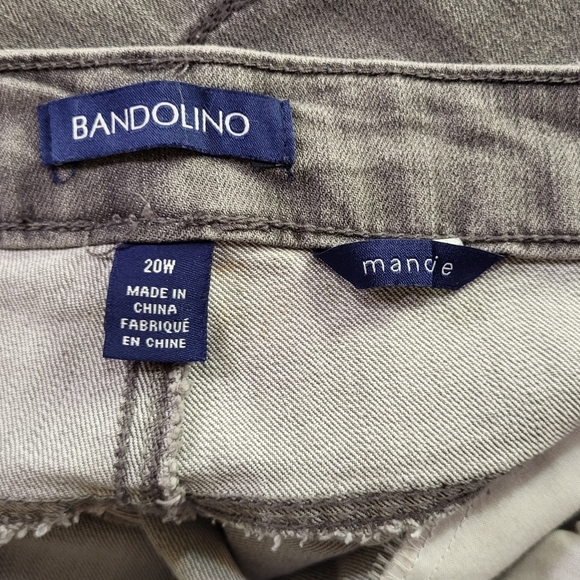 BANDOLINO
20W
MADE IN
CHINA
FABRIQUÉ
EN CHINE
mandie